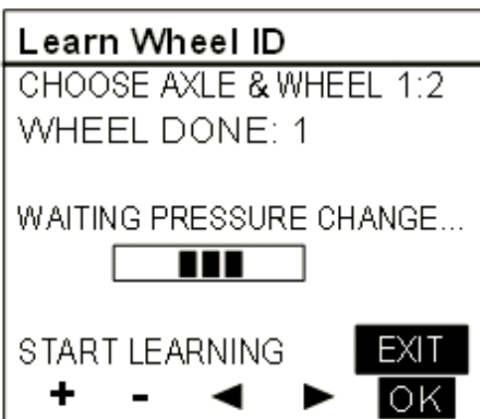 Learn Wheel ID
CHOOSE AXLE & WHEEL 1:2
WHEEL DONE: 1
WAITING PRESSURE CHANGE...
START LEARNING EXIT
+ - ◀ ▶ OK